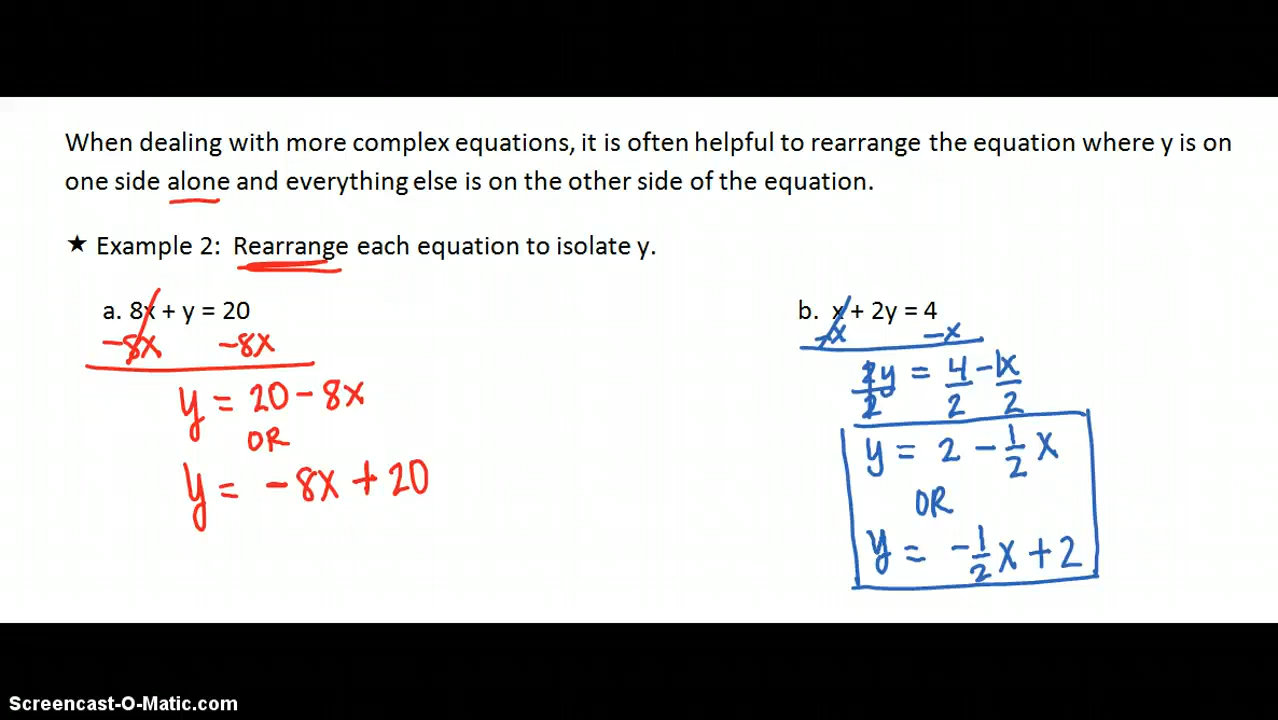 When dealing with more complex equations, it is often helpful to rearrange the equation where y is on
one side alone and everything else is on the other side of the equation.
★ Example 2: Rearrange each equation to isolate y.
a. 8x + y = 20
-8x -8x
y = 20 - 8x
OR
y = -8x + 20
b. x + 2y = 4
-x -x
2y/2 = 4/2 - 1x/2
y = 2 - 1/2 x
OR
y = -1/2 x + 2
Screencast-O-Matic.com